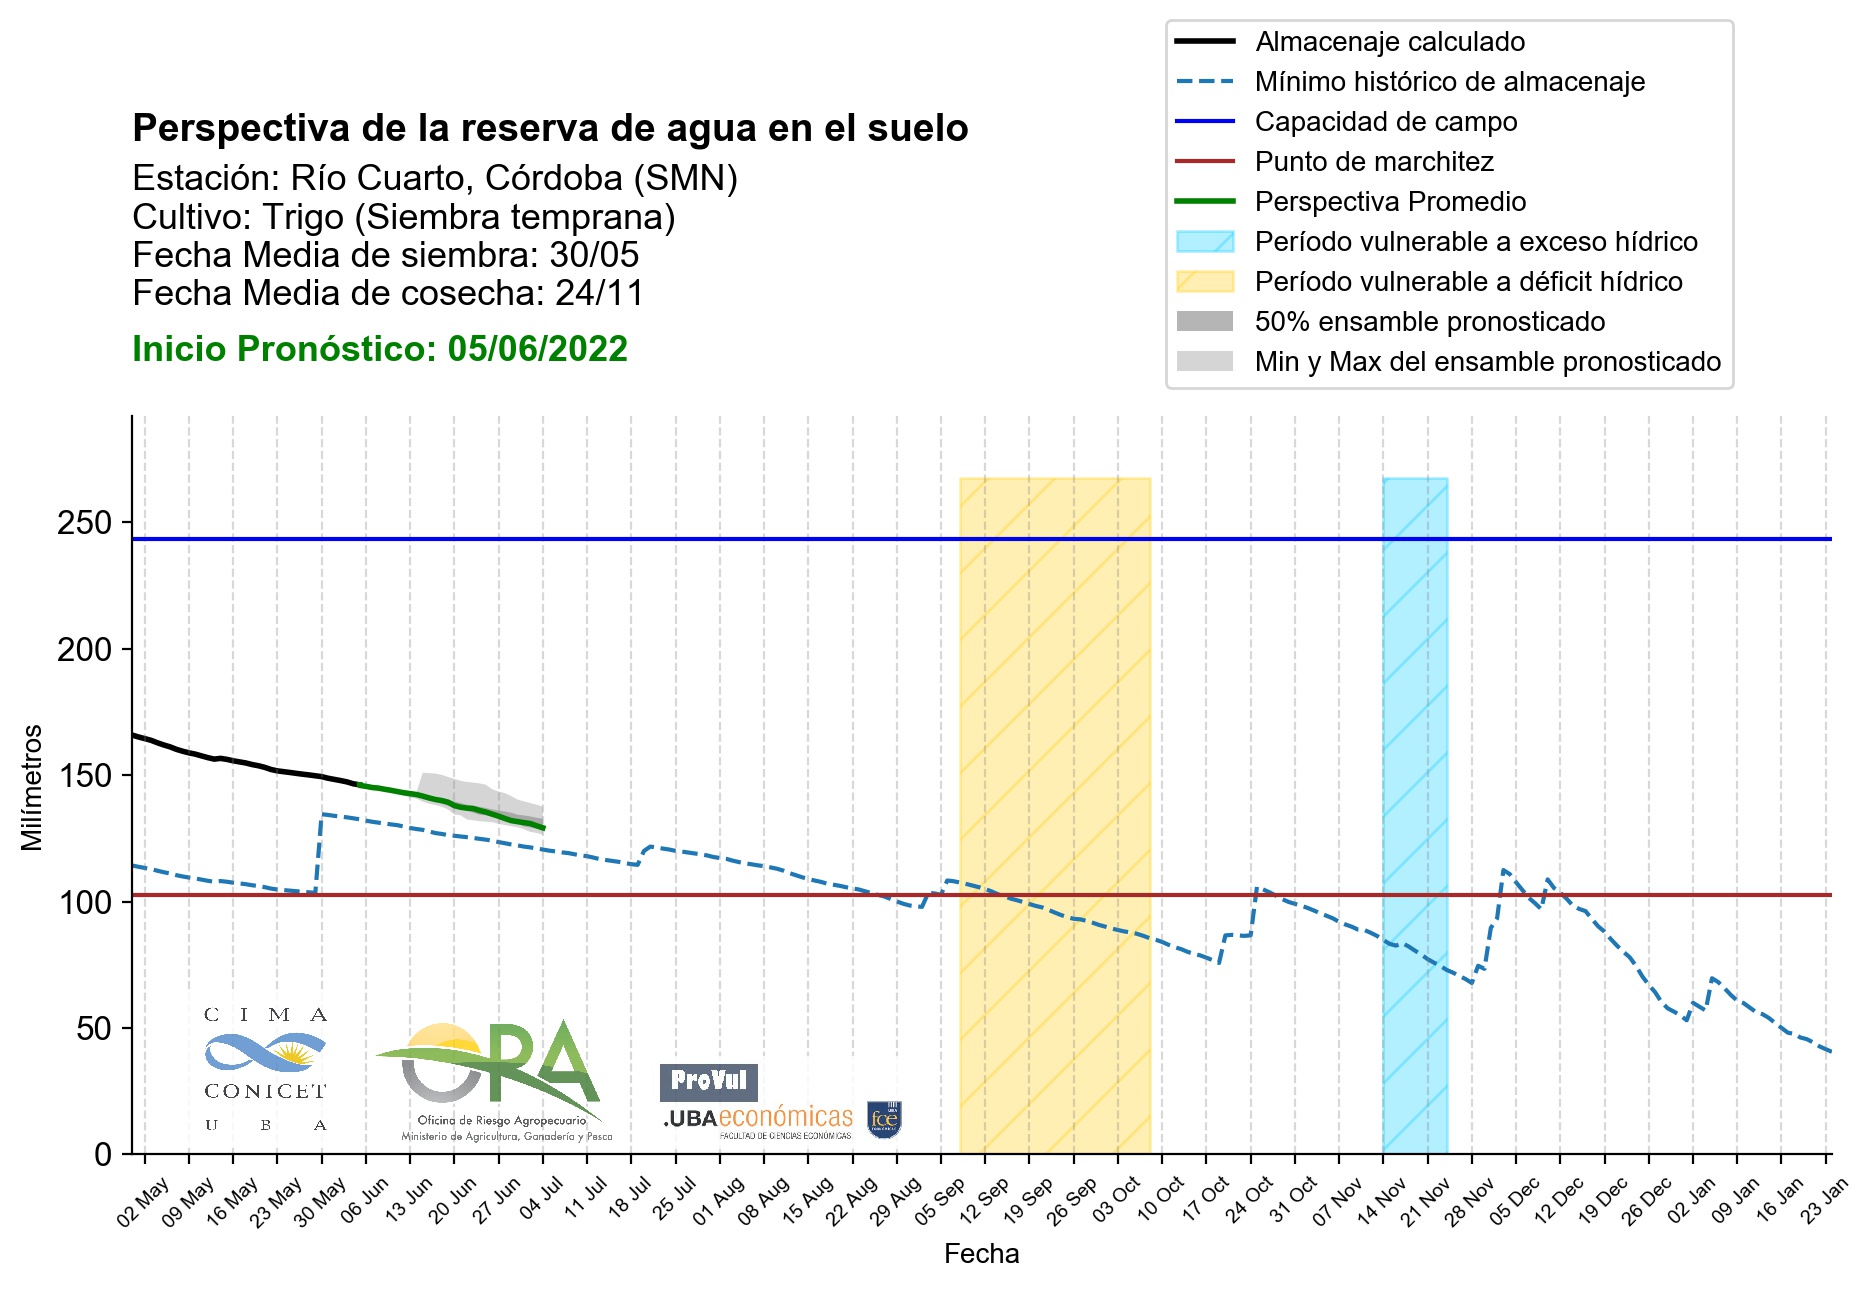 Almacenaje calculado
Mínimo histórico de almacenaje
Capacidad de campo
Punto de marchitez
Perspectiva Promedio
Período vulnerable a exceso hídrico
Período vulnerable a déficit hídrico
50% ensamble pronosticado
Min y Max del ensamble pronosticado
Perspectiva de la reserva de agua en el suelo
Estación: Río Cuarto, Córdoba (SMN)
Cultivo: Trigo (Siembra temprana)
Fecha Media de siembra: 30/05
Fecha Media de cosecha: 24/11
Inicio Pronóstico: 05/06/2022
Milímetros
250
200
150
100
50
0
CIMA
CONICET
UBA
ORA
Oficina de Riesgo Agropecuario
Ministerio de Agricultura, Ganadería y Pesca
ProVul
.UBAeconómicas
FACULTAD DE CIENCIAS ECONÓMICAS
UBA
fce
02 May
09 May
16 May
23 May
30 May
06 Jun
13 Jun
20 Jun
27 Jun
04 Jul
11 Jul
18 Jul
25 Jul
01 Aug
08 Aug
15 Aug
22 Aug
29 Aug
05 Sep
12 Sep
19 Sep
26 Sep
03 Oct
10 Oct
17 Oct
24 Oct
31 Oct
07 Nov
14 Nov
21 Nov
28 Nov
05 Dec
12 Dec
19 Dec
26 Dec
02 Jan
09 Jan
16 Jan
23 Jan
Fecha